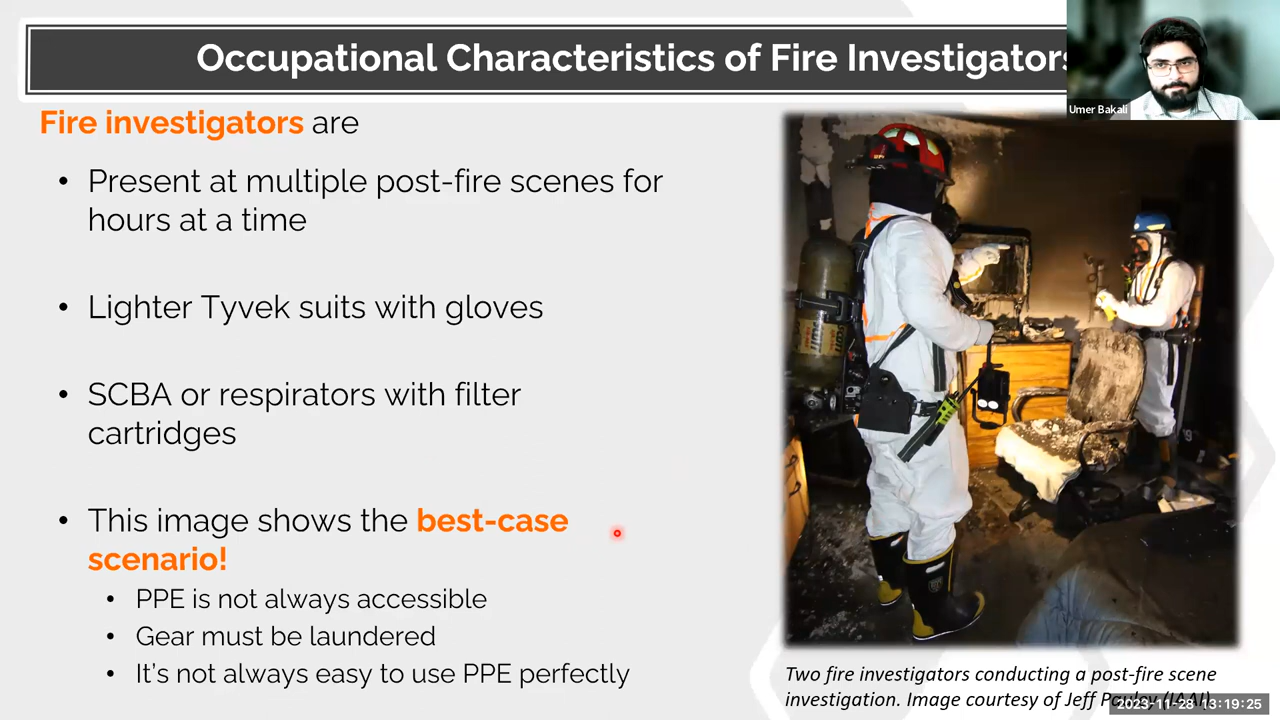 Occupational Characteristics of Fire Investigators
Umer Bakali
Fire investigators are
• Present at multiple post-fire scenes for
hours at a time
• Lighter Tyvek suits with gloves
• SCBA or respirators with filter
cartridges
• This image shows the best-case
scenario!
• PPE is not always accessible
• Gear must be laundered
• It's not always easy to use PPE perfectly
Two fire investigators conducting a post-fire scene
investigation. Image courtesy of Jeff Pauley (IAAI)
2023-11-28 13:19:25